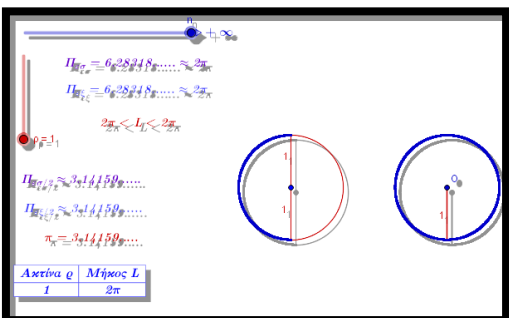 n → +∞
Π = 6.28318..... ≈ 2π
Π = 6.28318..... ≈ 2π
2π < L < 2π
ρ = 1
≈ 3.14159.....
≈ 3.14159.....
π = 3.14159.....
1
1
O
1
Ακτίνα ϱ Μήκος L
1 2π